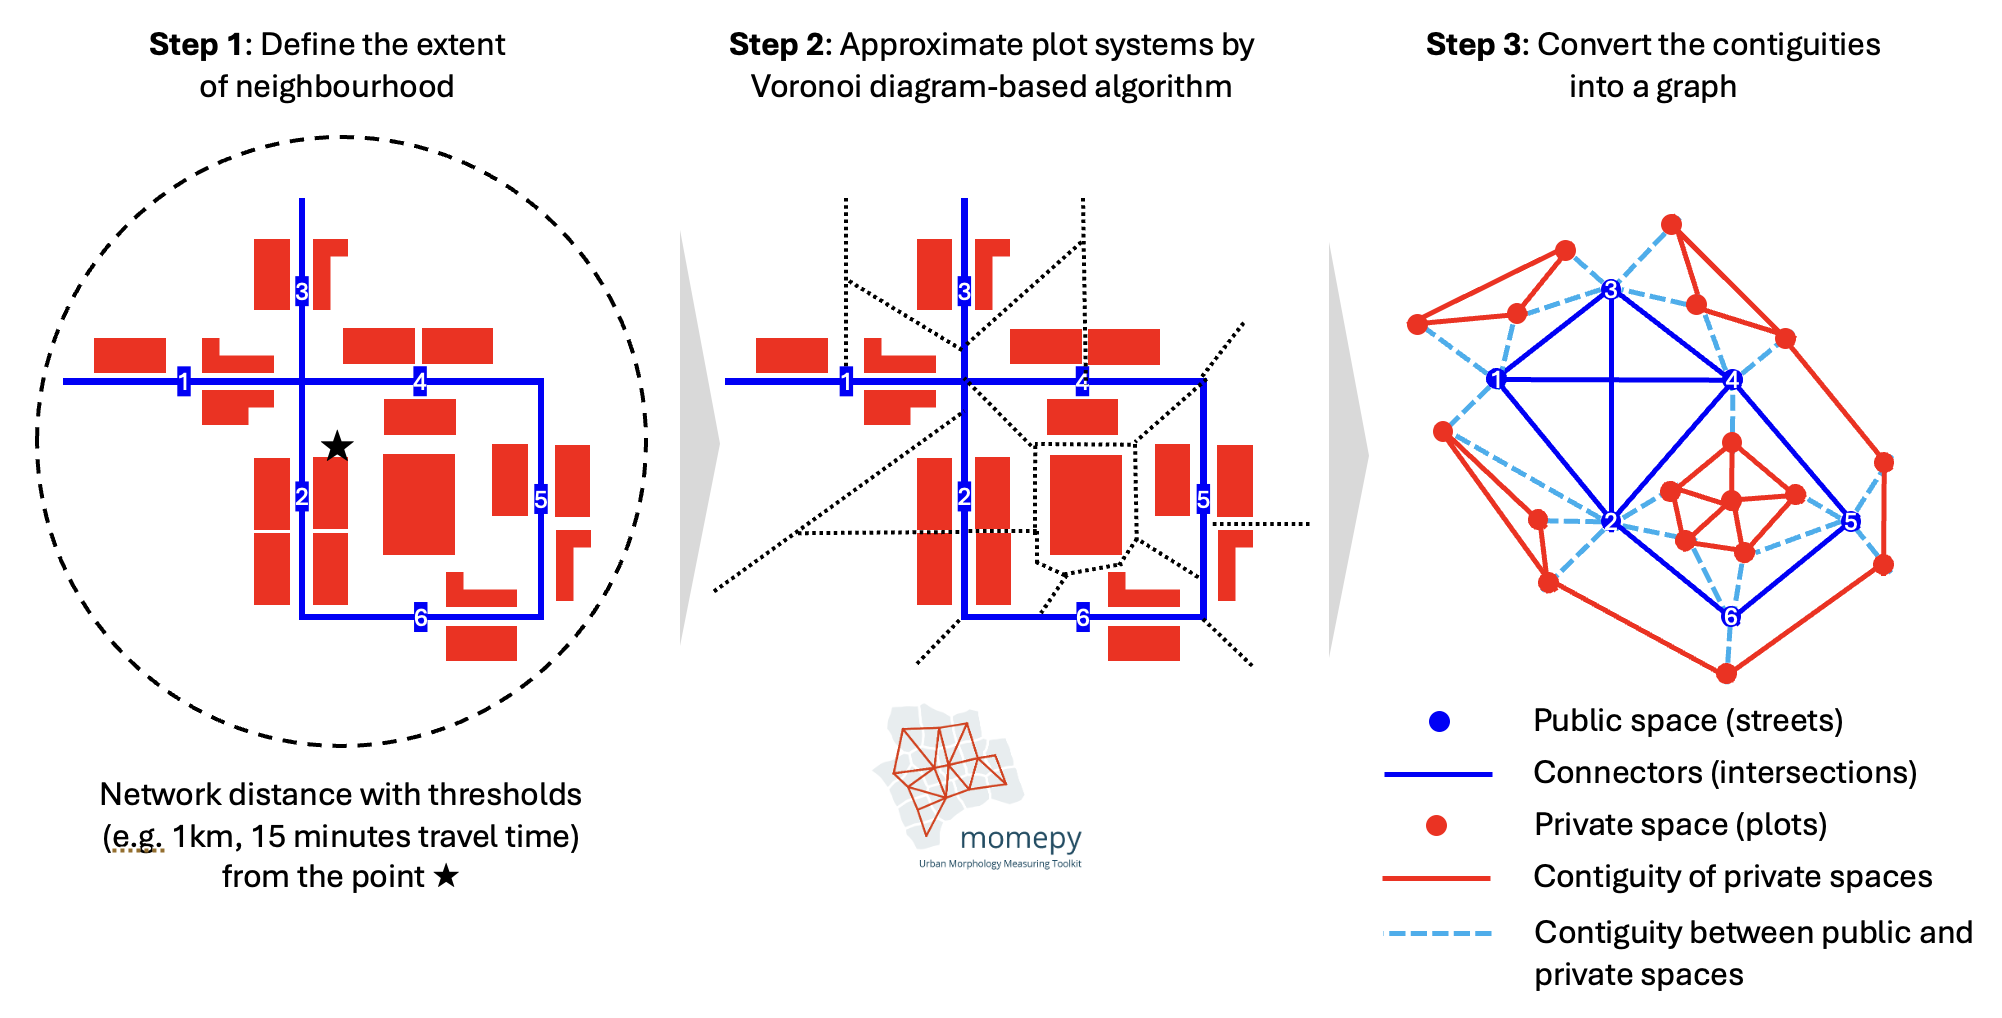 Step 1: Define the extent
of neighbourhood
3
1
4
2
5
6
Network distance with thresholds
(e.g. 1km, 15 minutes travel time)
from the point ★
Step 2: Approximate plot systems by
Voronoi diagram-based algorithm
3
1
4
2
5
6
momepy
Urban Morphology Measuring Toolkit
Step 3: Convert the contiguities
into a graph
3
1
4
2
5
6
Public space (streets)
Connectors (intersections)
Private space (plots)
Contiguity of private spaces
Contiguity between public and
private spaces